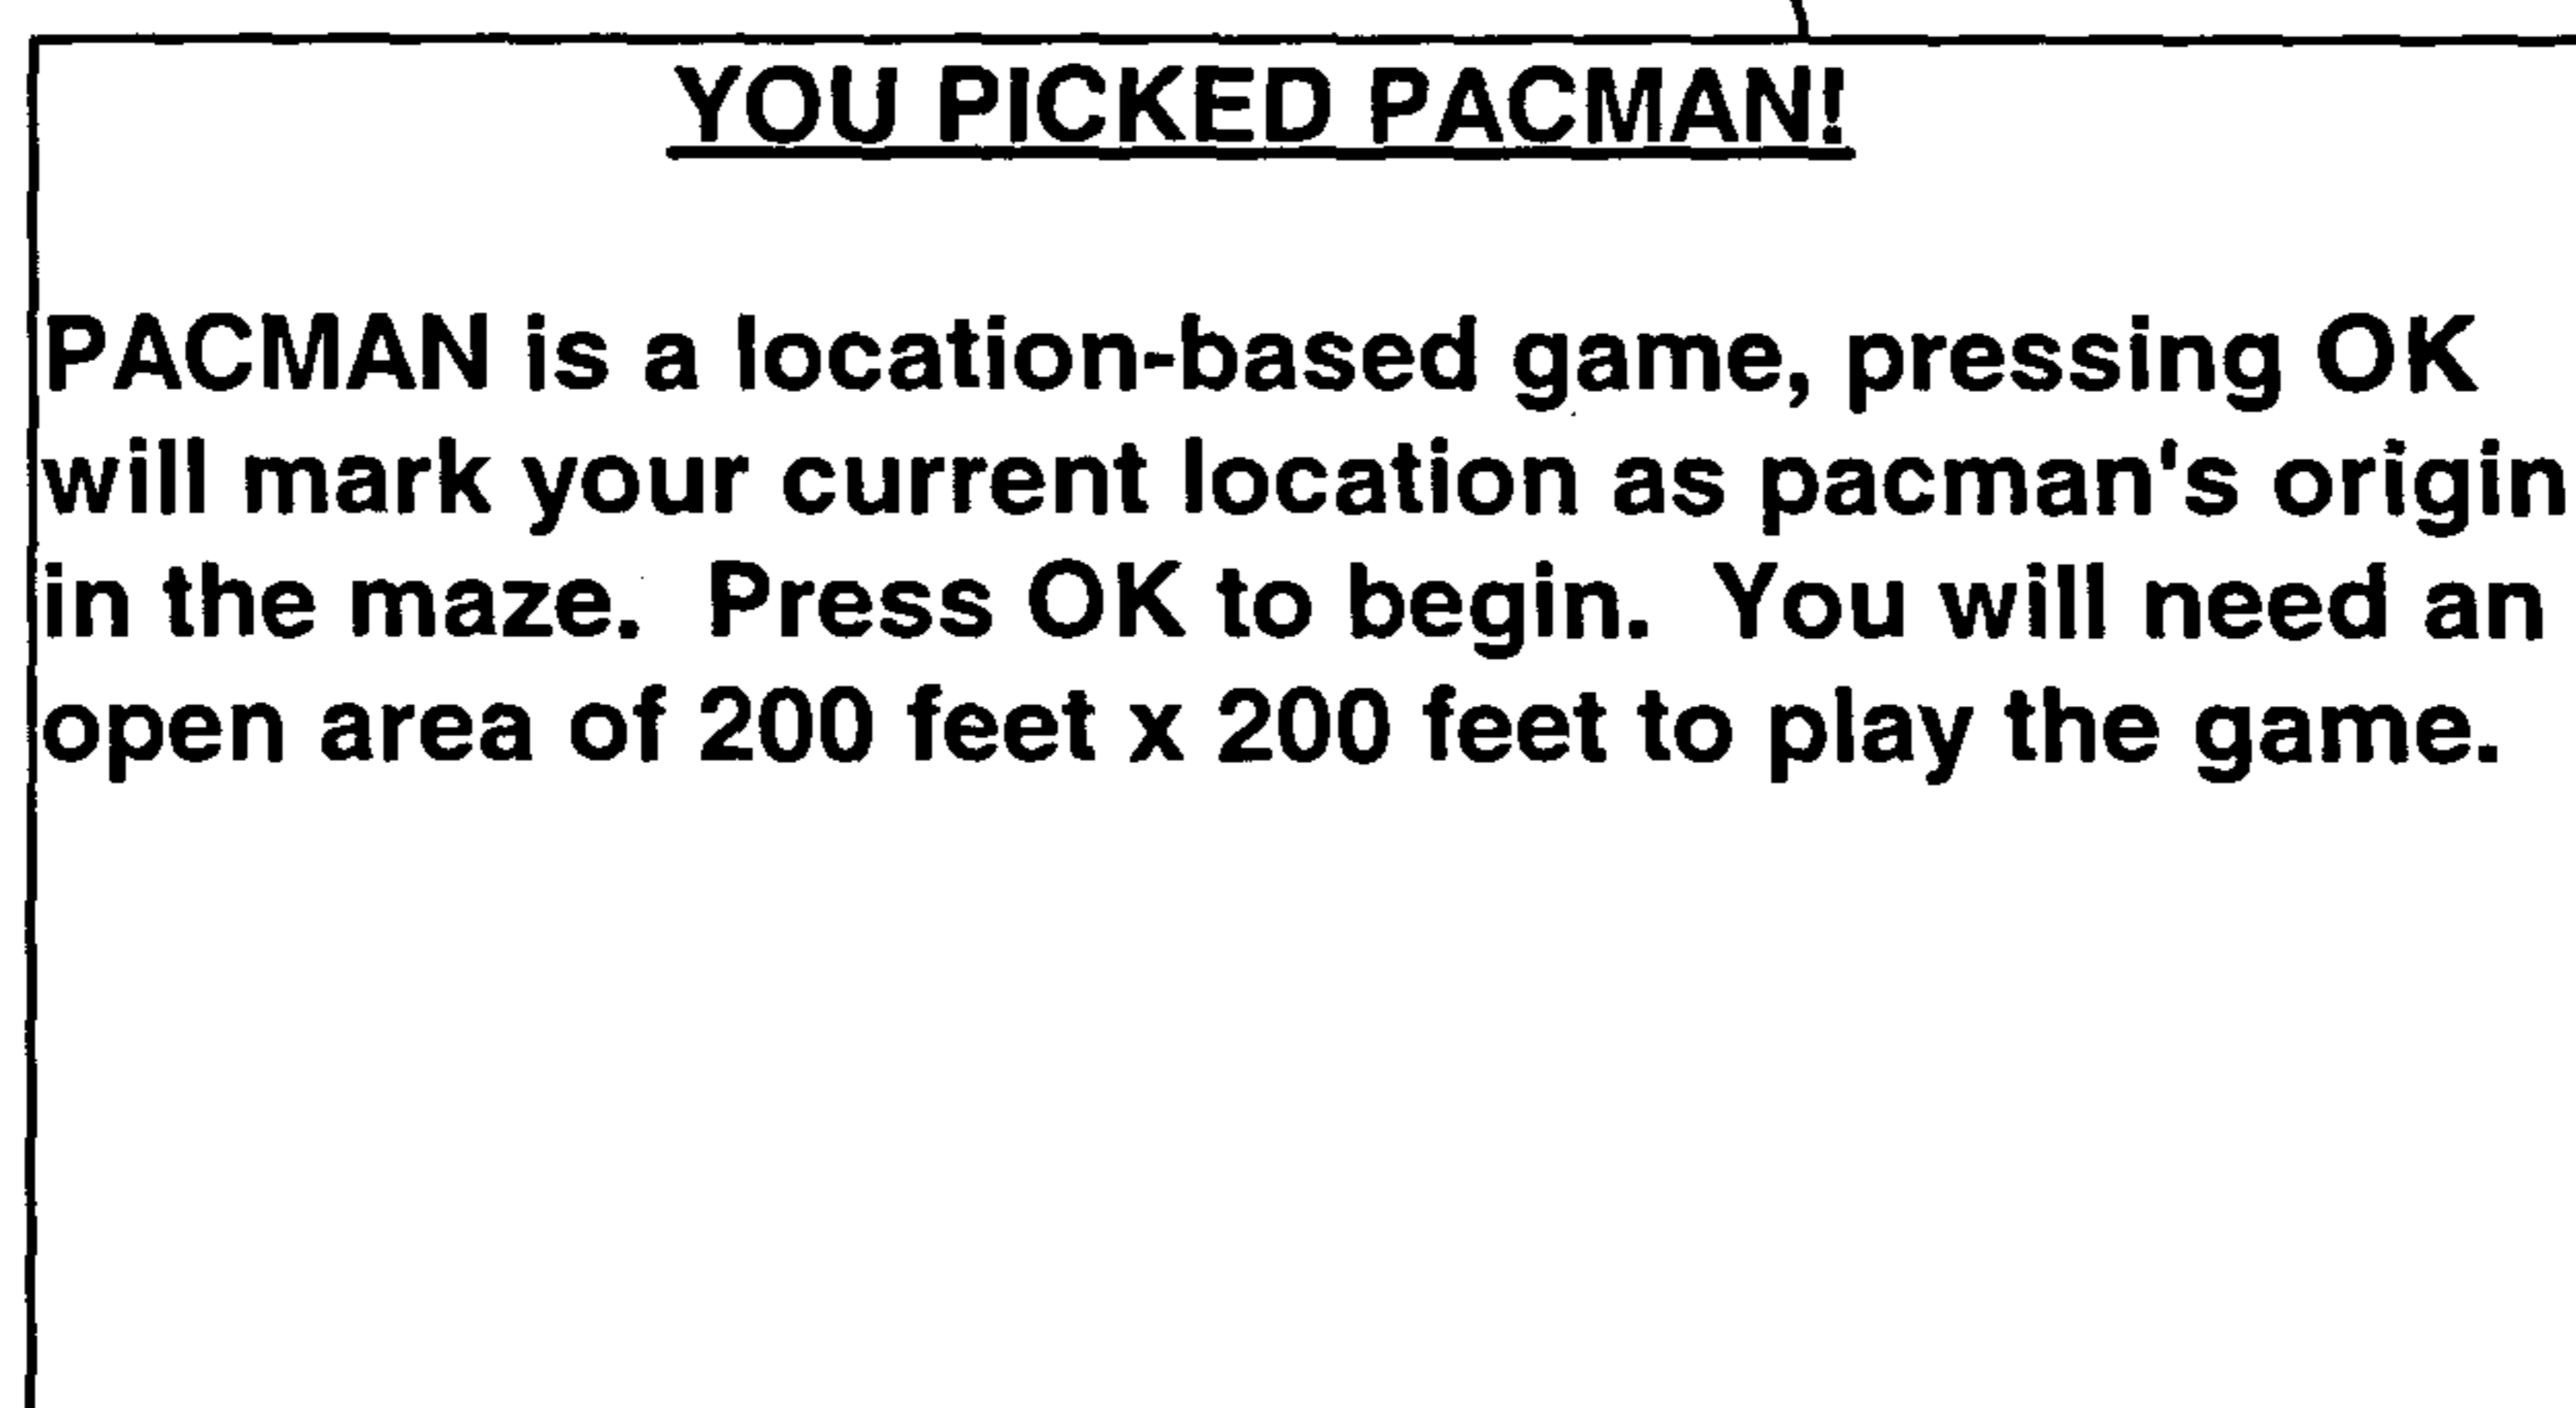 YOU PICKED PACMAN!
PACMAN is a location-based game, pressing OK
will mark your current location as pacman's origin
in the maze.  Press OK to begin.  You will need an
open area of 200 feet x 200 feet to play the game.